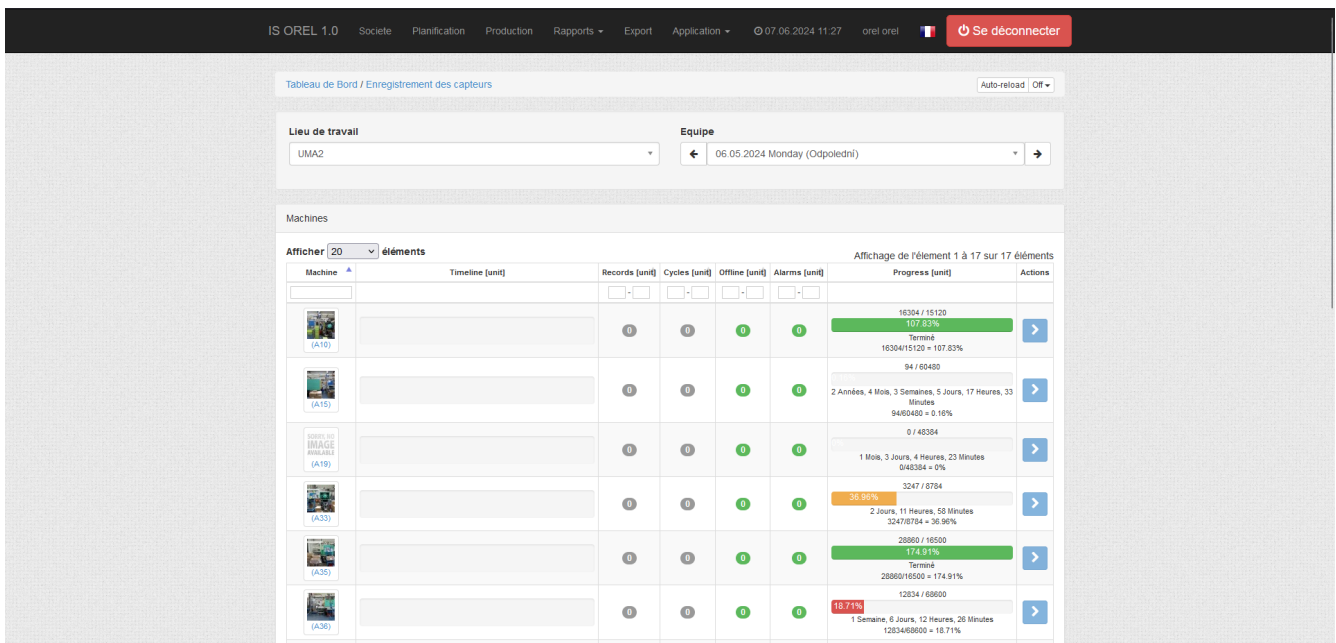 IS OREL 1.0 Societe Planification Production Rapports Export Application 07.06.2024 11:27 orel orel Se déconnecter
Tableau de Bord / Enregistrement des capteurs Auto-reload Off
Lieu de travail Equipe
UMA2 06.05.2024 Monday (Odpolední)
Machines
Afficher 20 éléments Affichage de l'élement 1 à 17 sur 17 éléments
Machine Timeline [unit] Records [unit] Cycles [unit] Offline [unit] Alarms [unit] Progress [unit] Actions
- - - -
16304 / 15120
0 0 0 0 107.83%
Terminé
(A10) 16304/15120 = 107.83%
94 / 60480
0 0 0 0 2 Années, 4 Mois, 3 Semaines, 5 Jours, 17 Heures, 33
Minutes
(A15) 94/60480 = 0.16%
0 / 48384
SORRY, NO
IMAGE
AVAILABLE
0 0 0 0 1 Mois, 3 Jours, 4 Heures, 23 Minutes
(A19) 0/48384 = 0%
3247 / 8784
36.96%
0 0 0 0 2 Jours, 11 Heures, 58 Minutes
(A33) 3247/8784 = 36.96%
28860 / 16500
174.91%
0 0 0 0 Terminé
(A35) 28860/16500 = 174.91%
12834 / 68600
18.71%
0 0 0 0 1 Semaine, 6 Jours, 12 Heures, 26 Minutes
(A36) 12834/68600 = 18.71%